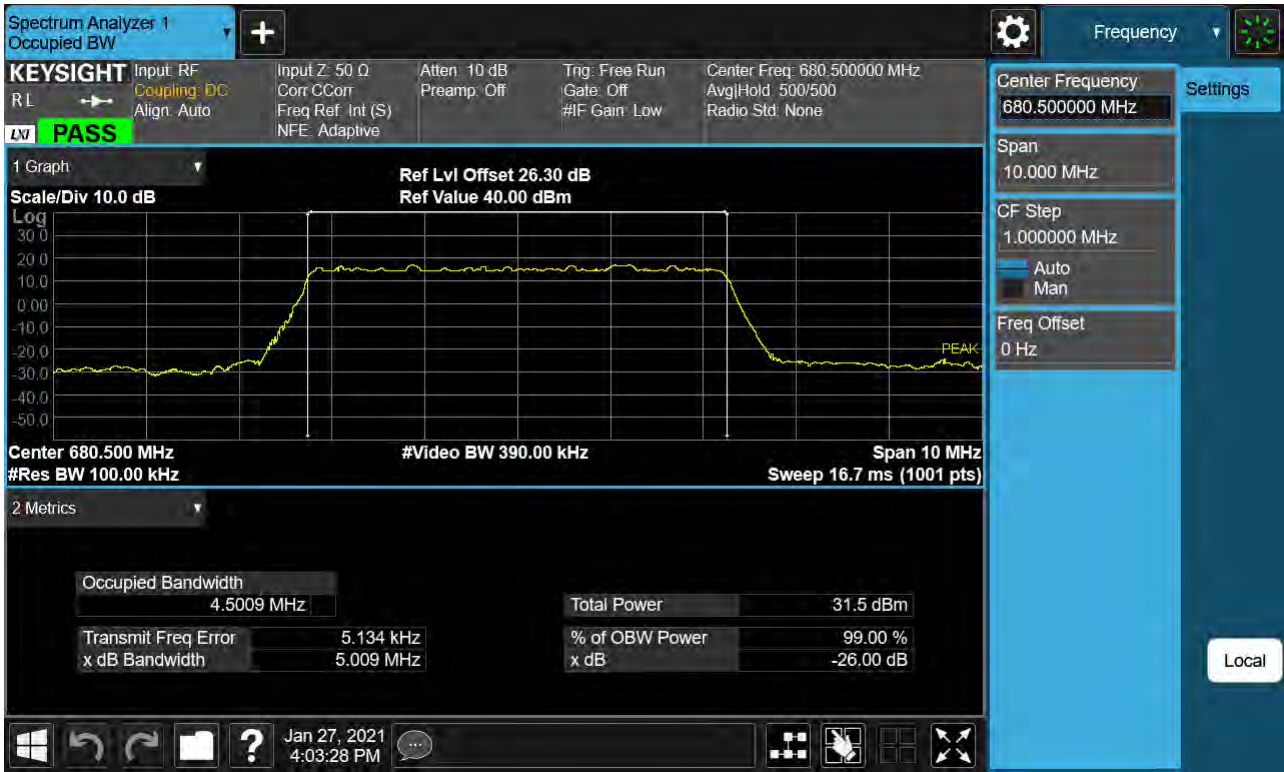 Spectrum Analyzer 1
Occupied BW
Frequency
KEYSIGHT
RL
LXI
PASS
Input: RF
Coupling: DC
Align: Auto
Input Z: 50 Ω
Corr CCorr
Freq Ref: Int (S)
NFE: Adaptive
Atten: 10 dB
Preamp: Off
Trig: Free Run
Gate: Off
#IF Gain: Low
Center Freq: 680.500000 MHz
Avg|Hold: 500/500
Radio Std: None
Center Frequency
680.500000 MHz
Settings
Span
10.000 MHz
CF Step
1.000000 MHz
Auto
Man
Freq Offset
0 Hz
1 Graph
Ref Lvl Offset 26.30 dB
Scale/Div 10.0 dB
Ref Value 40.00 dBm
Log
30.0
20.0
10.0
0.00
-10.0
-20.0
-30.0
-40.0
-50.0
PEAK
Center 680.500 MHz
#Video BW 390.00 kHz
Span 10 MHz
#Res BW 100.00 kHz
Sweep 16.7 ms (1001 pts)
2 Metrics
Occupied Bandwidth
4.5009 MHz
Total Power 31.5 dBm
Transmit Freq Error 5.134 kHz
% of OBW Power 99.00 %
x dB Bandwidth 5.009 MHz
x dB -26.00 dB
Local
Jan 27, 2021
4:03:28 PM